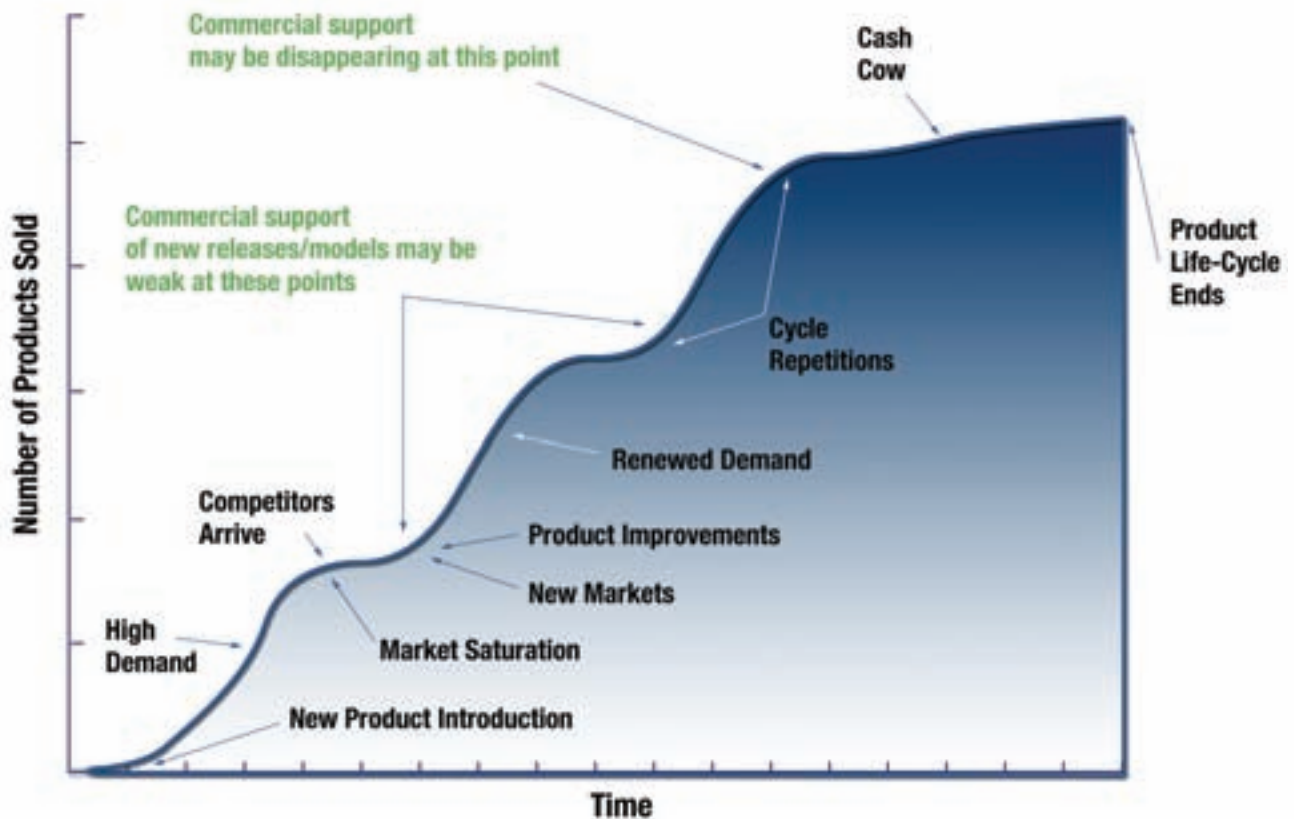 Commercial support
may be disappearing at this point
Cash
Cow
Commercial support
of new releases/models may be
weak at these points
Product
Life-Cycle
Ends
Number of Products Sold
Cycle
Repetitions
Renewed Demand
Competitors
Arrive
Product Improvements
New Markets
High
Demand
Market Saturation
New Product Introduction
Time